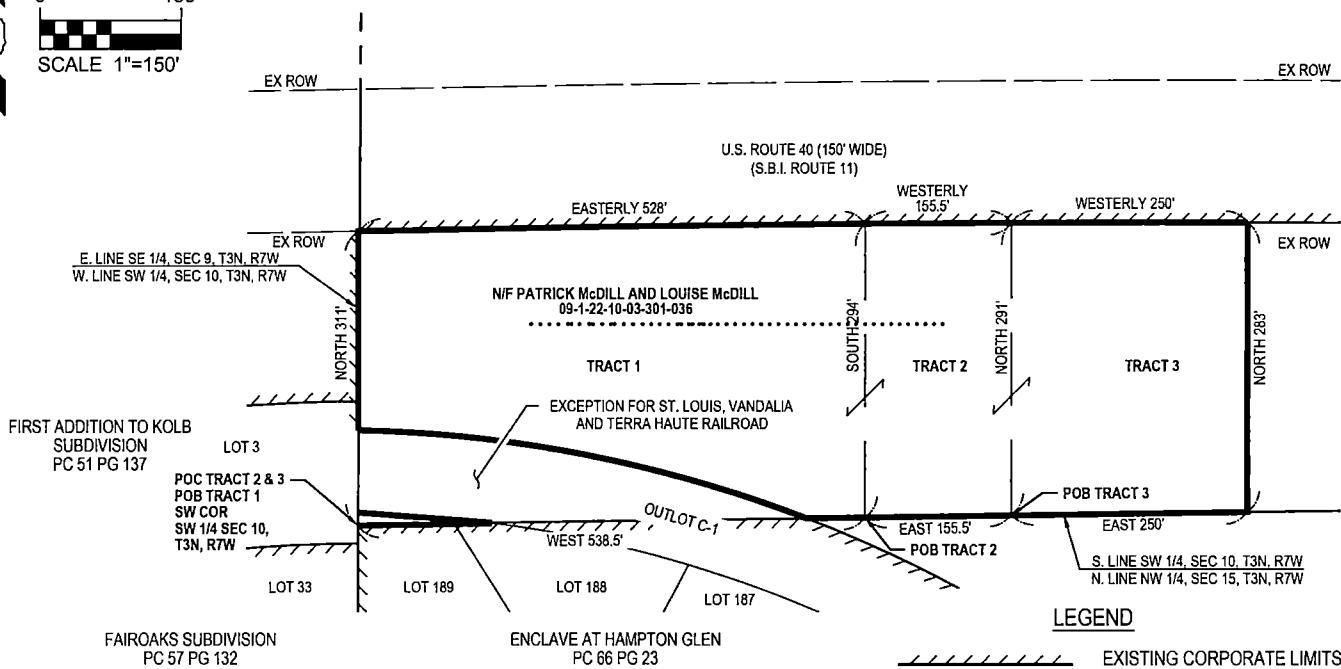 SCALE 1"=150'
EX ROW
EX ROW
U.S. ROUTE 40 (150' WIDE)
(S.B.I. ROUTE 11)
EASTERLY 528'
WESTERLY
155.5'
WESTERLY 250'
EX ROW
EX ROW
E. LINE SE 1/4, SEC 9, T3N, R7W
W. LINE SW 1/4, SEC 10, T3N, R7W
N/F PATRICK McDILL AND LOUISE McDILL
09-1-22-10-03-301-036
NORTH 311'
SOUTH 294'
NORTH 291'
NORTH 283'
TRACT 1
TRACT 2
TRACT 3
EXCEPTION FOR ST. LOUIS, VANDALIA
AND TERRA HAUTE RAILROAD
FIRST ADDITION TO KOLB
SUBDIVISION
PC 51 PG 137
LOT 3
POC TRACT 2 & 3
POB TRACT 1
SW COR
SW 1/4 SEC 10,
T3N, R7W
OUTLOT C-1
WEST 538.5'
EAST 155.5'
POB TRACT 3
EAST 250'
POB TRACT 2
S. LINE SW 1/4, SEC 10, T3N, R7W
N. LINE NW 1/4, SEC 15, T3N, R7W
LOT 33
LOT 189
LOT 188
LOT 187
FAIROAKS SUBDIVISION
PC 57 PG 132
ENCLAVE AT HAMPTON GLEN
PC 66 PG 23
LEGEND
EXISTING CORPORATE LIMITS